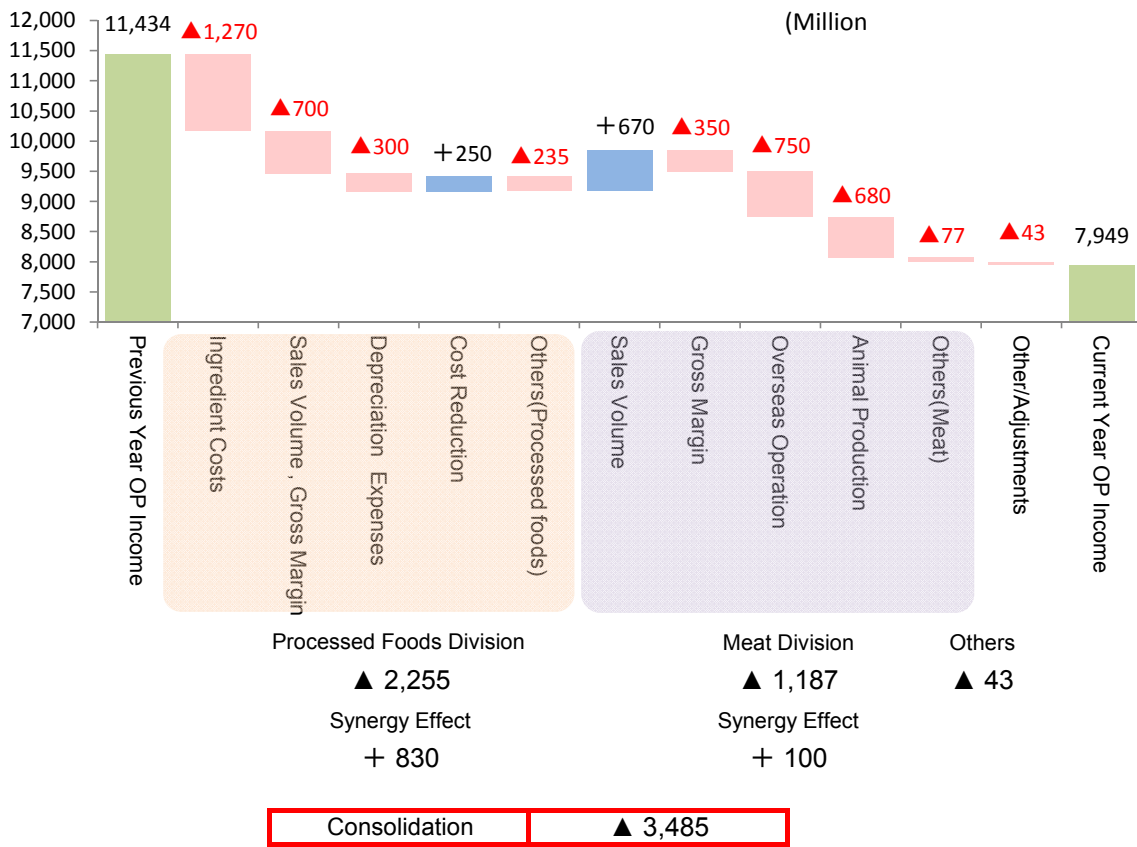 (Million
12,000
11,500
11,000
10,500
10,000
9,500
9,000
8,500
8,000
7,500
7,000
11,434
▲1,270
▲700
▲300
+250
▲235
+670
▲350
▲750
▲680
▲77
▲43
7,949
Previous Year OP Income
Ingredient Costs
Sales Volume , Gross Margin
Depreciation Expenses
Cost Reduction
Others(Processed foods)
Sales Volume
Gross Margin
Overseas Operation
Animal Production
Others(Meat)
Other/Adjustments
Current Year OP Income
Processed Foods Division
▲ 2,255
Synergy Effect
+ 830
Meat Division
▲ 1,187
Synergy Effect
+ 100
Others
▲ 43
Consolidation ▲ 3,485